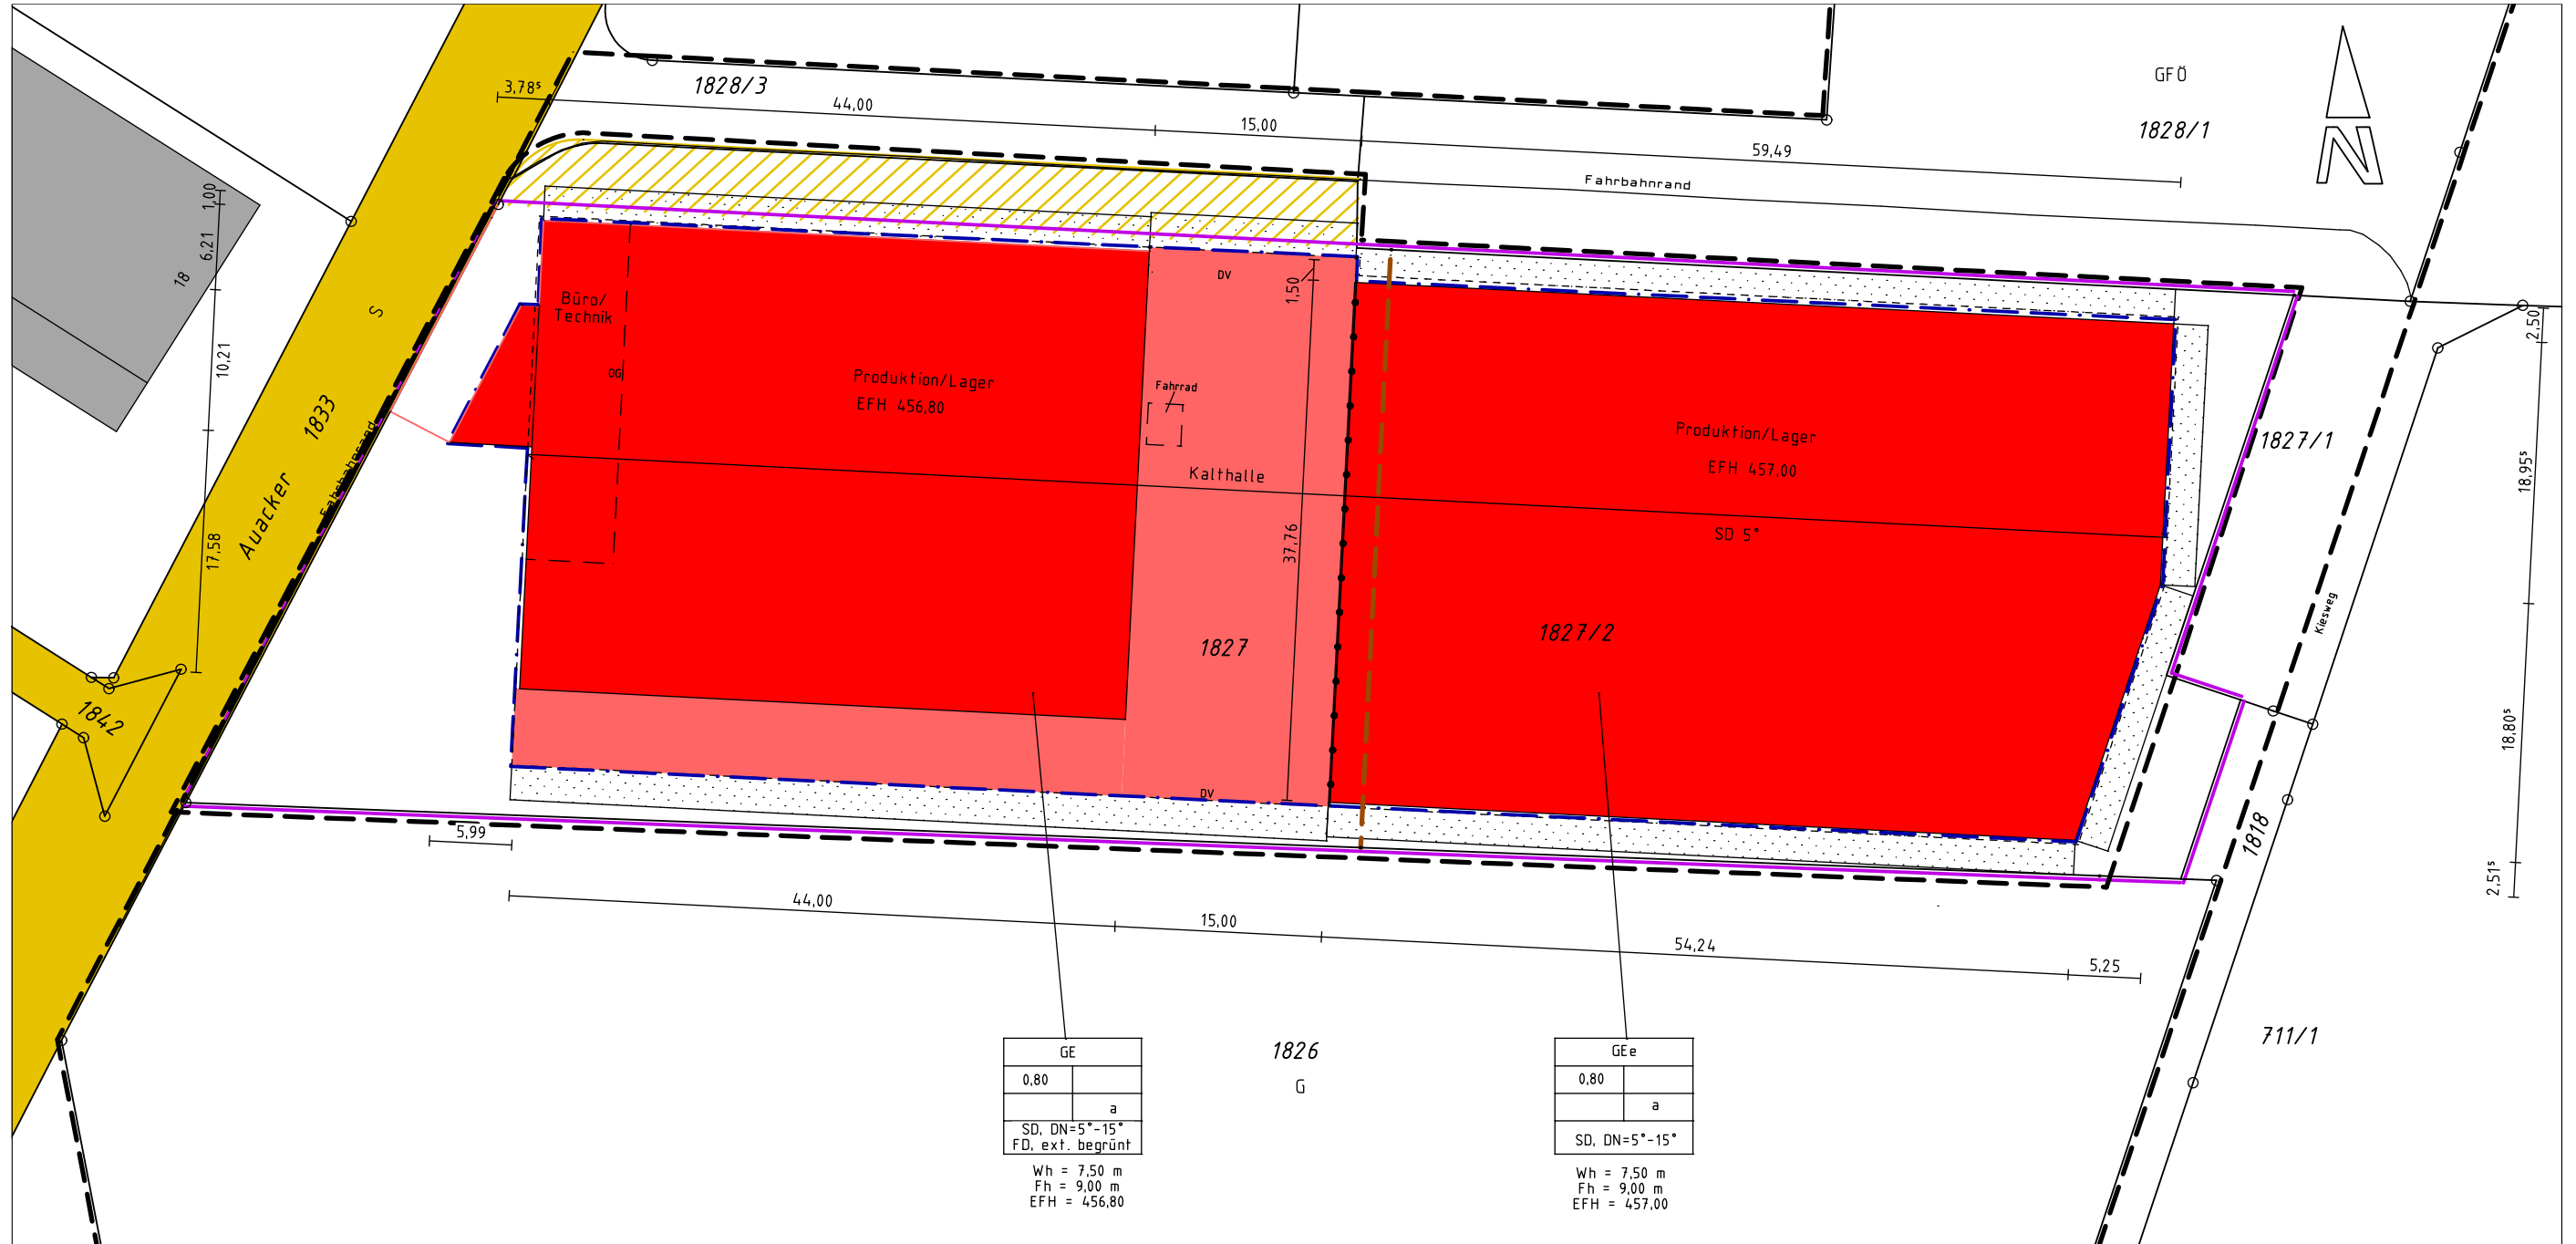 GFÖ
3,78⁵
1828/3
44,00
15,00
1828/1
59,49
Fahrbahnrand
N
1,00
6,21
18
10,21
17,58
S
1833
Auacker
Fahrbahnrand
1842
Büro/
Technik
OG
Produktion/Lager
EFH 456,80
DV
1,50
Fahrrad
Kalthalle
37,76
1827
DV
Produktion/Lager
EFH 457,00
SD 5°
1827/2
1827/1
2,50
18,95⁵
Kiesweg
18,80⁵
1818
2,51⁵
5,99
44,00
15,00
54,24
5,25
711/1
1826
G
GE
0,80
a
SD, DN=5°-15°
FD, ext. begrünt
Wh = 7,50 m
Fh = 9,00 m
EFH = 456,80
GEe
0,80
a
SD, DN=5°-15°
Wh = 7,50 m
Fh = 9,00 m
EFH = 457,00